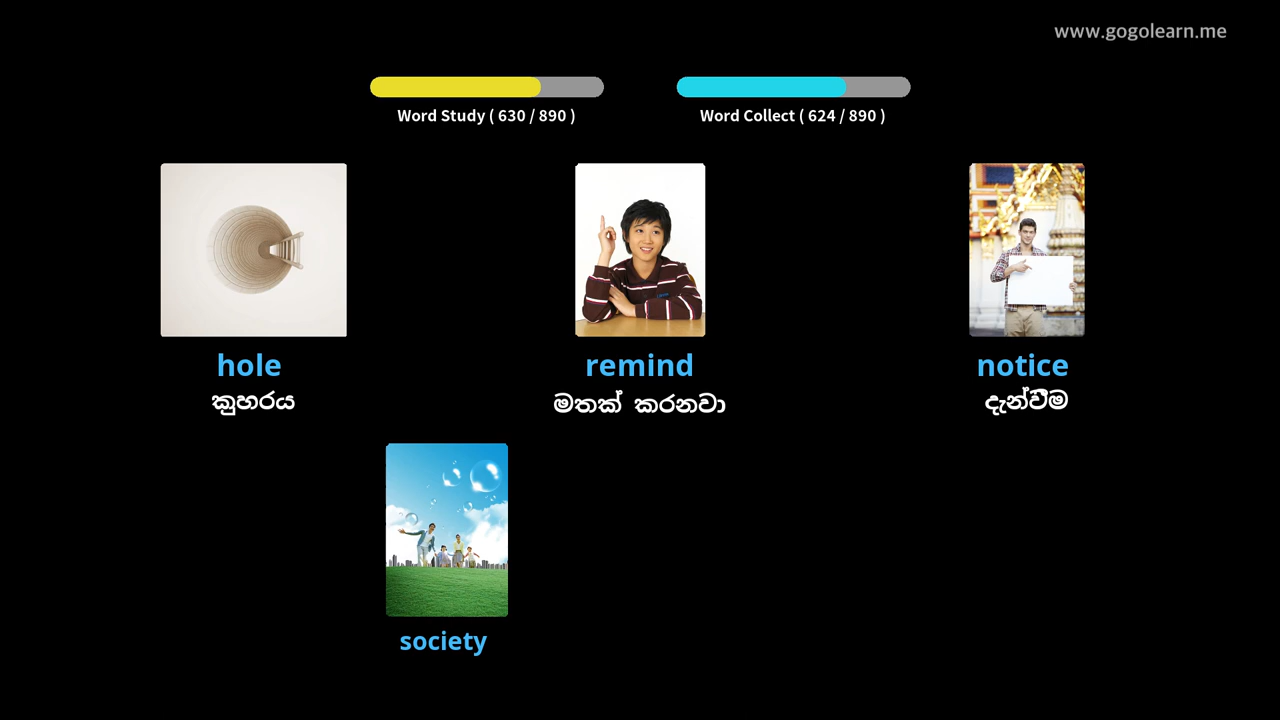 www.gogolearn.me
Word Study ( 630 / 890 )
Word Collect ( 624 / 890 )
hole
remind
notice
කුහරය
මතක් කරනවා
දැන්වීම
society